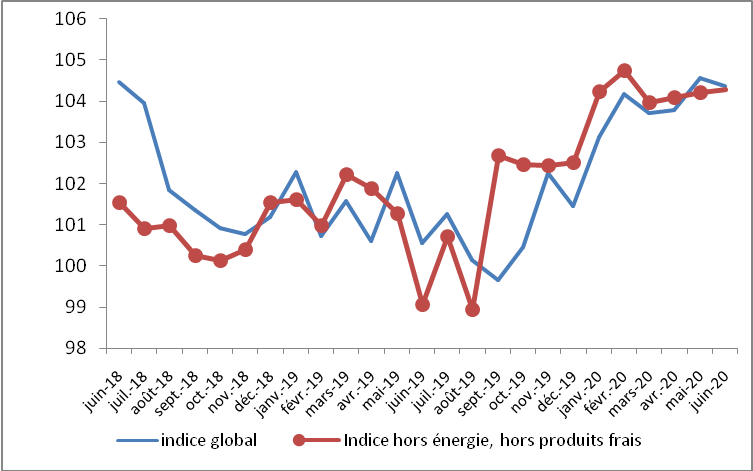 106
105
104
103
102
101
100
99
98
juin-18
juil.-18
août-18
sept.-18
oct.-18
nov.-18
déc.-18
janv.-19
févr.-19
mars-19
avr.-19
mai-19
juin-19
juil.-19
août-19
sept.-19
oct.-19
nov.-19
déc.-19
janv.-20
févr.-20
mars-20
avr.-20
mai-20
juin-20
indice global
Indice hors énergie, hors produits frais